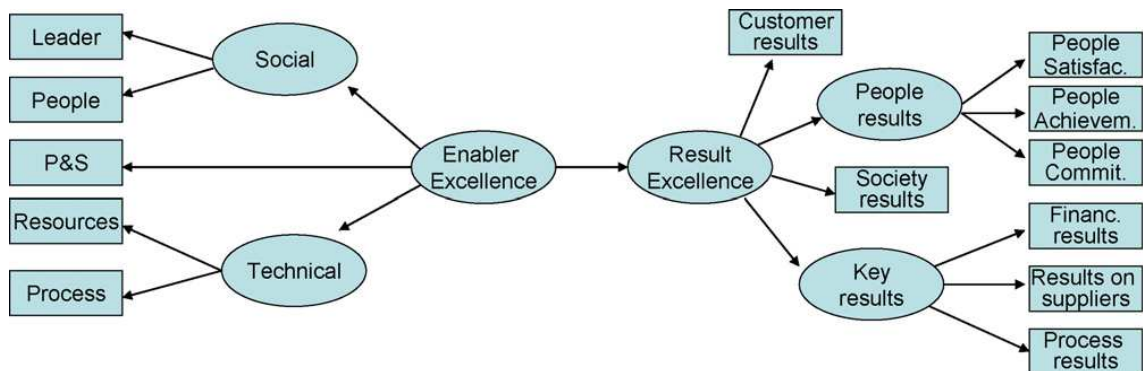 Leader
People
P&S
Resources
Process
Social
Technical
Enabler
Excellence
Result
Excellence
Customer
results
People
results
Society
results
Key
results
People
Satisfac.
People
Achievem.
People
Commit.
Financ.
results
Results on
suppliers
Process
results